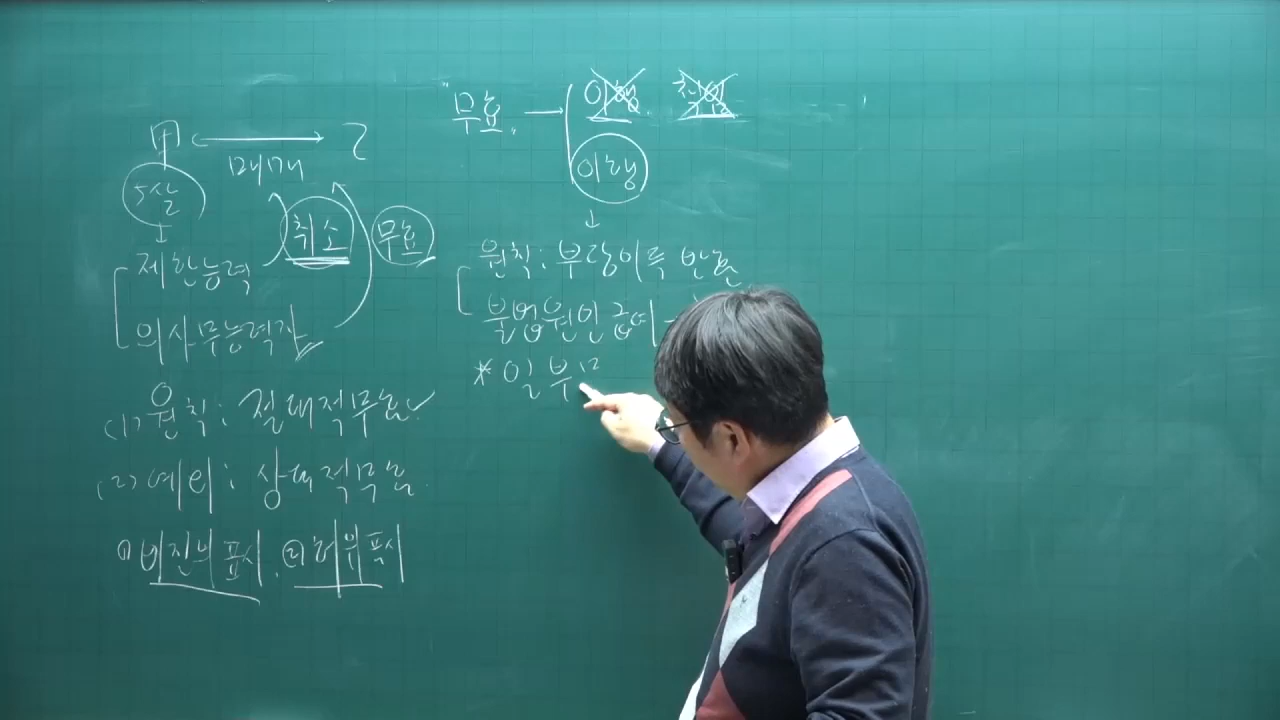 甲 ↔ 乙
매매
5살
↓
제한능력
의사무능력자
취소
무효
(1) 원칙: 절대적무효
(2) 예외: 상대적무효
① 비진의 표시, ② 허위표시
"무효" →
이행
이행
↓
원칙: 부당이득 반환
불법원인급여
* 일부